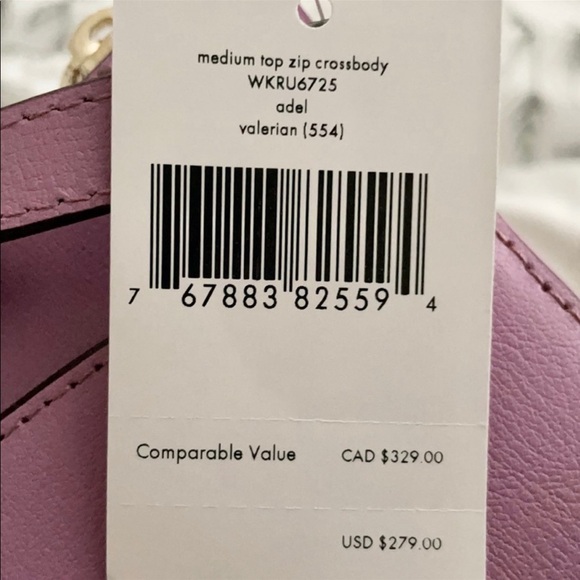 medium top zip crossbody
WKRU6725
adel
valerian (554)
7 67883 82559 4
Comparable Value CAD $329.00
USD $279.00